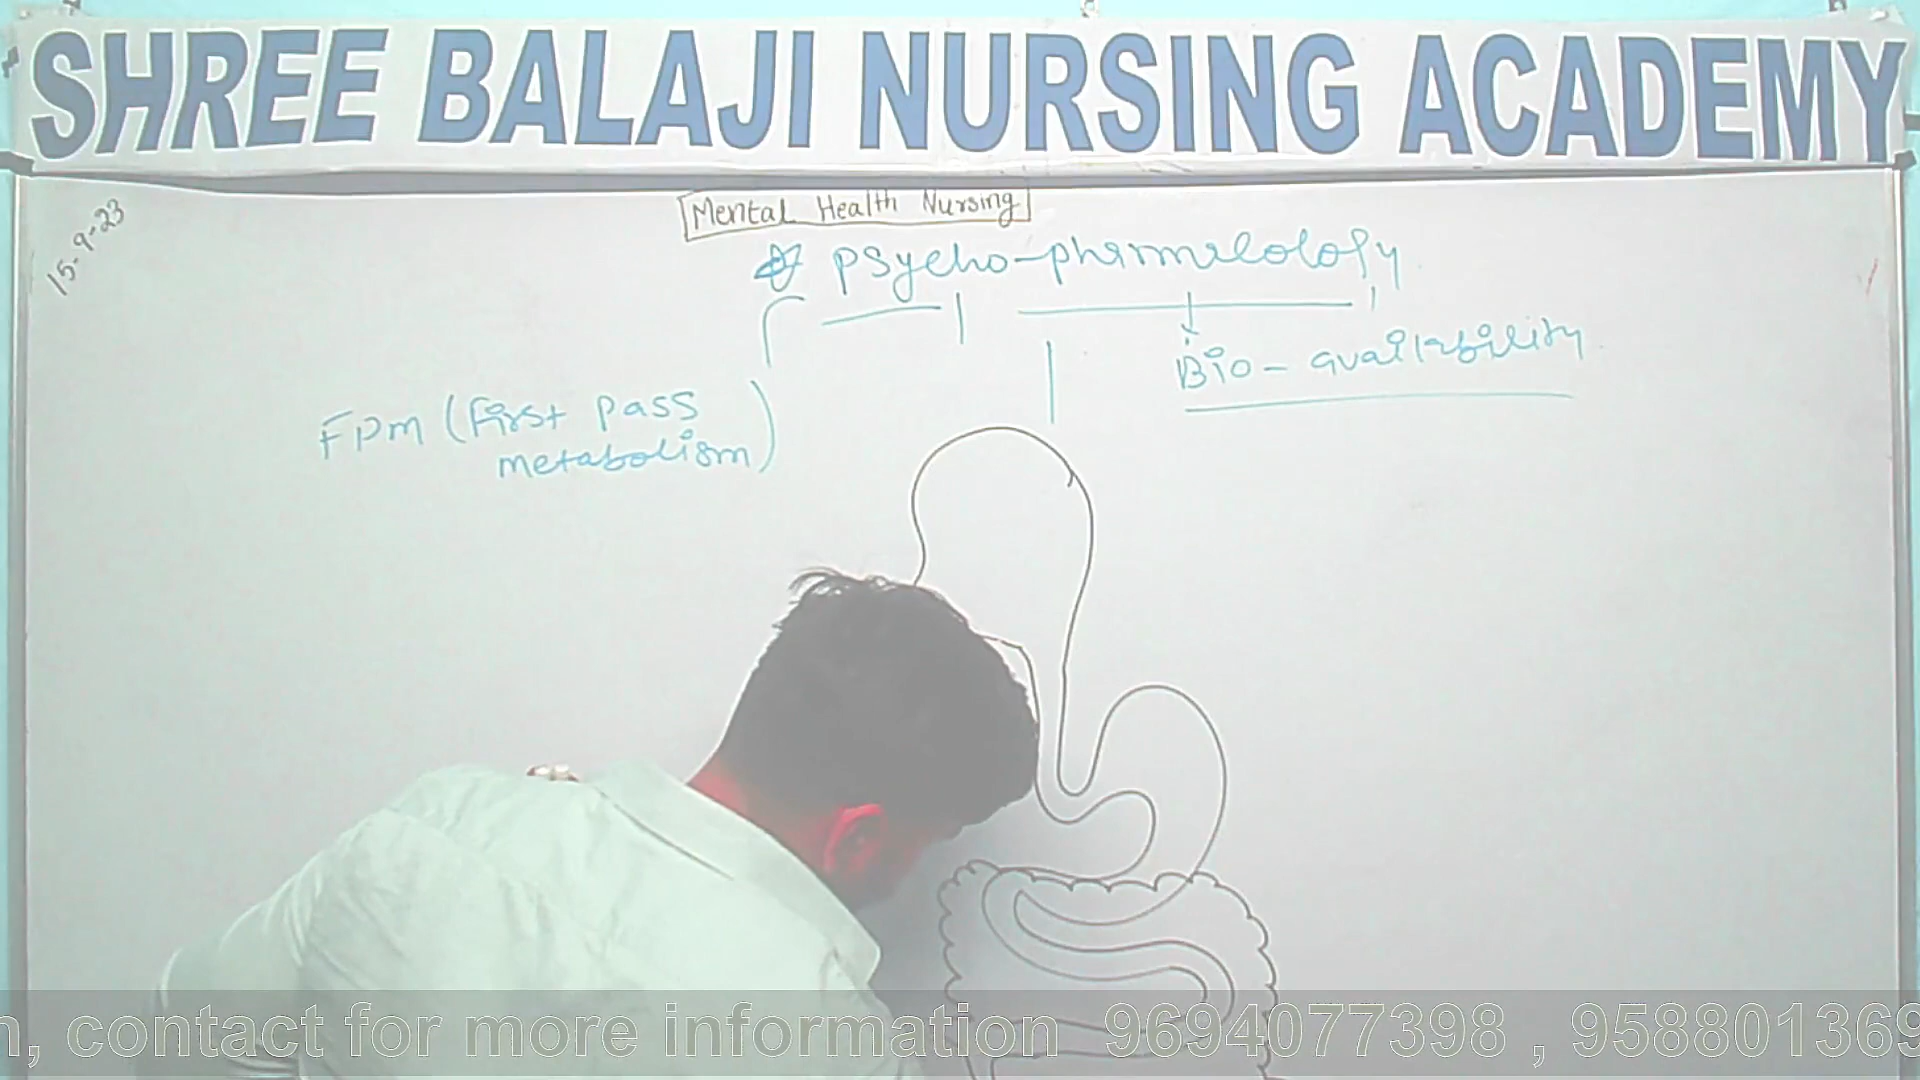 SHREE BALAJI NURSING ACADEMY
15-9-23
Mental Health Nursing
Psycho-phermelology
Bio-availability
FPM (First pass
metabolism)
, contact for more information 9694077398 , 958801369